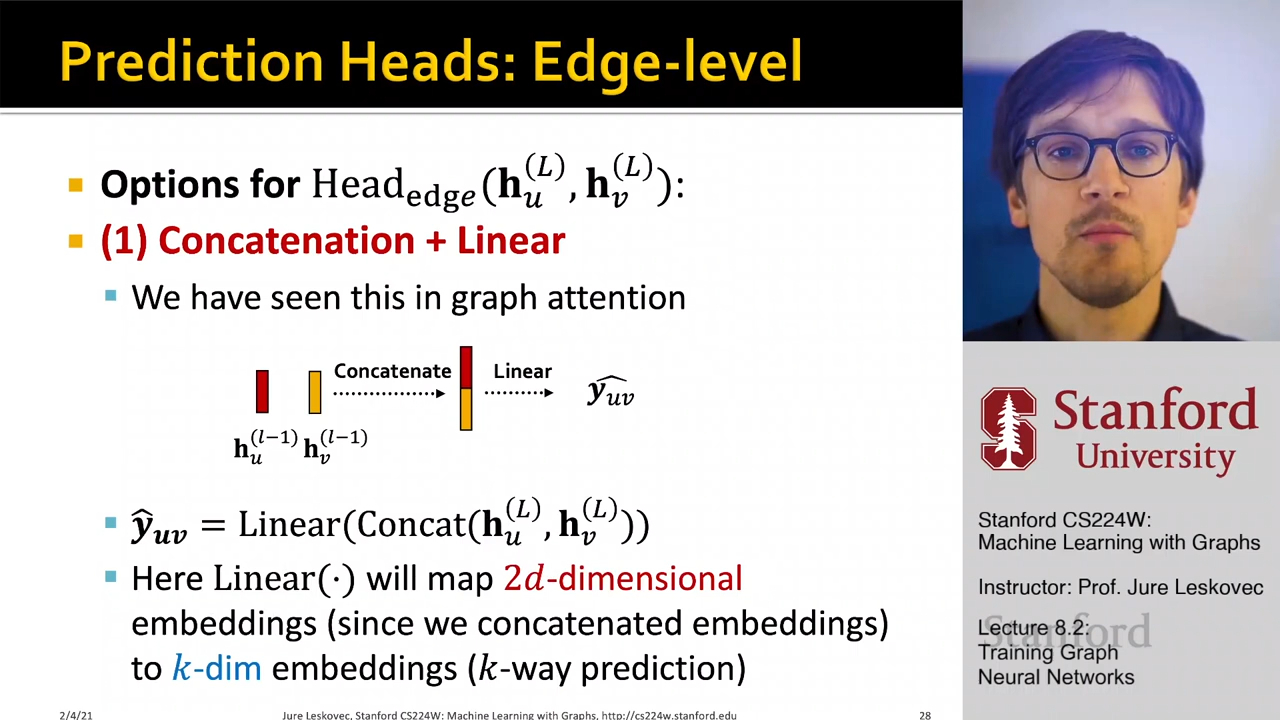 Prediction Heads: Edge-level
Options for Head_edge(h_u^(L), h_v^(L)):
(1) Concatenation + Linear
We have seen this in graph attention
Concatenate
Linear
ŷ_uv
h_u^(l−1) h_v^(l−1)
ŷ_uv = Linear(Concat(h_u^(L), h_v^(L)))
Here Linear(·) will map 2d-dimensional
embeddings (since we concatenated embeddings)
to k-dim embeddings (k-way prediction)
2/4/21
Jure Leskovec, Stanford CS224W: Machine Learning with Graphs, http://cs224w.stanford.edu
28
S
Stanford
University
Stanford CS224W:
Machine Learning with Graphs
Instructor: Prof. Jure Leskovec
Stanford
Lecture 8.2:
Training Graph
Neural Networks